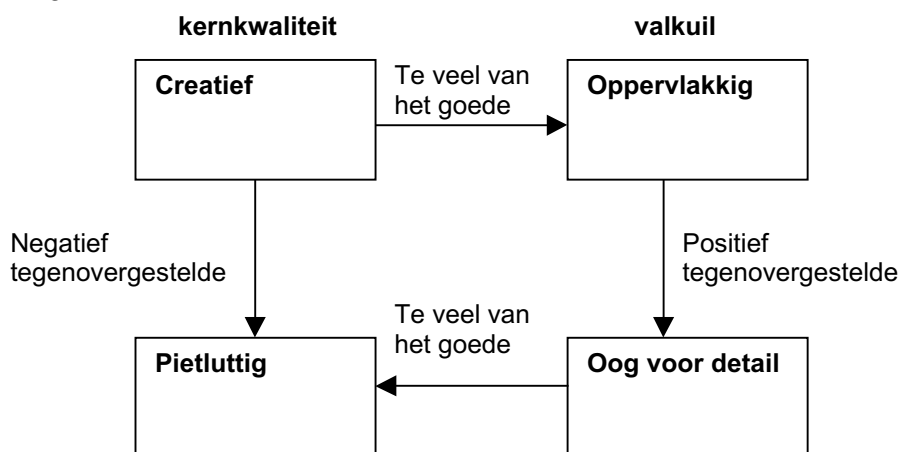 kernkwaliteit
valkuil
Creatief
Te veel van
het goede
Oppervlakkig
Negatief
tegenovergestelde
Positief
tegenovergestelde
Pietluttig
Te veel van
het goede
Oog voor detail